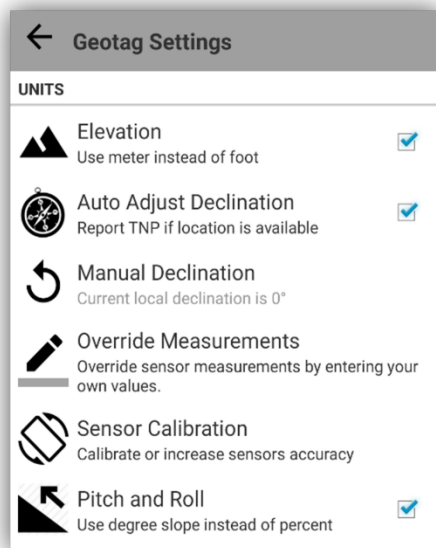 Geotag Settings
UNITS
Elevation
Use meter instead of foot
Auto Adjust Declination
Report TNP if location is available
Manual Declination
Current local declination is 0°
Override Measurements
Override sensor measurements by entering your
own values.
Sensor Calibration
Calibrate or increase sensors accuracy
Pitch and Roll
Use degree slope instead of percent